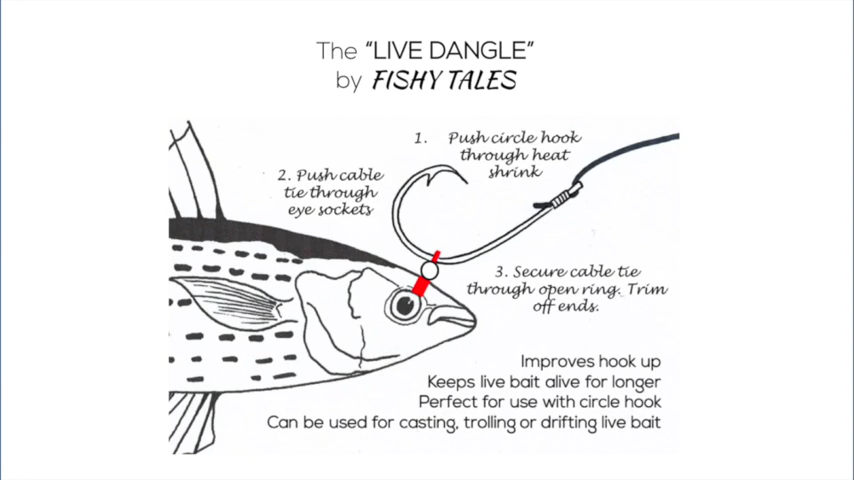 The “LIVE DANGLE”
by FISHY TALES
1. Push circle hook
through heat
shrink
2. Push cable
tie through
eye sockets
3. Secure cable tie
through open ring. Trim
off ends.
Improves hook up
Keeps live bait alive for longer
Perfect for use with circle hook
Can be used for casting, trolling or drifting live bait